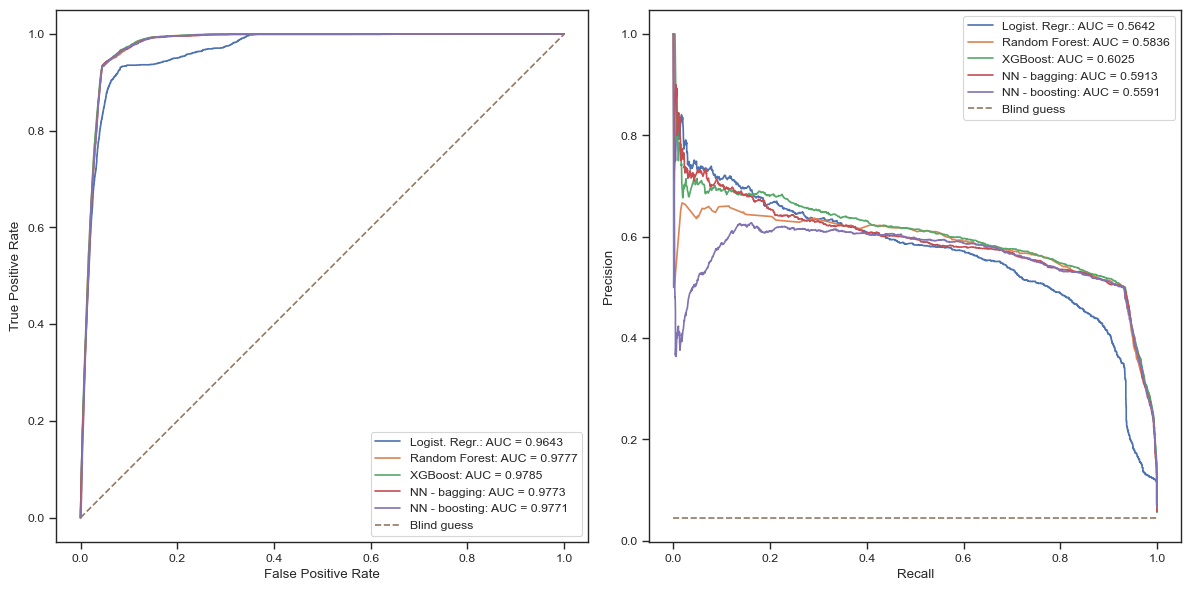 True Positive Rate
1.0
0.8
0.6
0.4
0.2
0.0
Logist. Regr.: AUC = 0.9643
Random Forest: AUC = 0.9777
XGBoost: AUC = 0.9785
NN - bagging: AUC = 0.9773
NN - boosting: AUC = 0.9771
Blind guess
0.0 0.2 0.4 0.6 0.8 1.0
False Positive Rate
Precision
1.0
0.8
0.6
0.4
0.2
0.0
Logist. Regr.: AUC = 0.5642
Random Forest: AUC = 0.5836
XGBoost: AUC = 0.6025
NN - bagging: AUC = 0.5913
NN - boosting: AUC = 0.5591
Blind guess
0.0 0.2 0.4 0.6 0.8 1.0
Recall